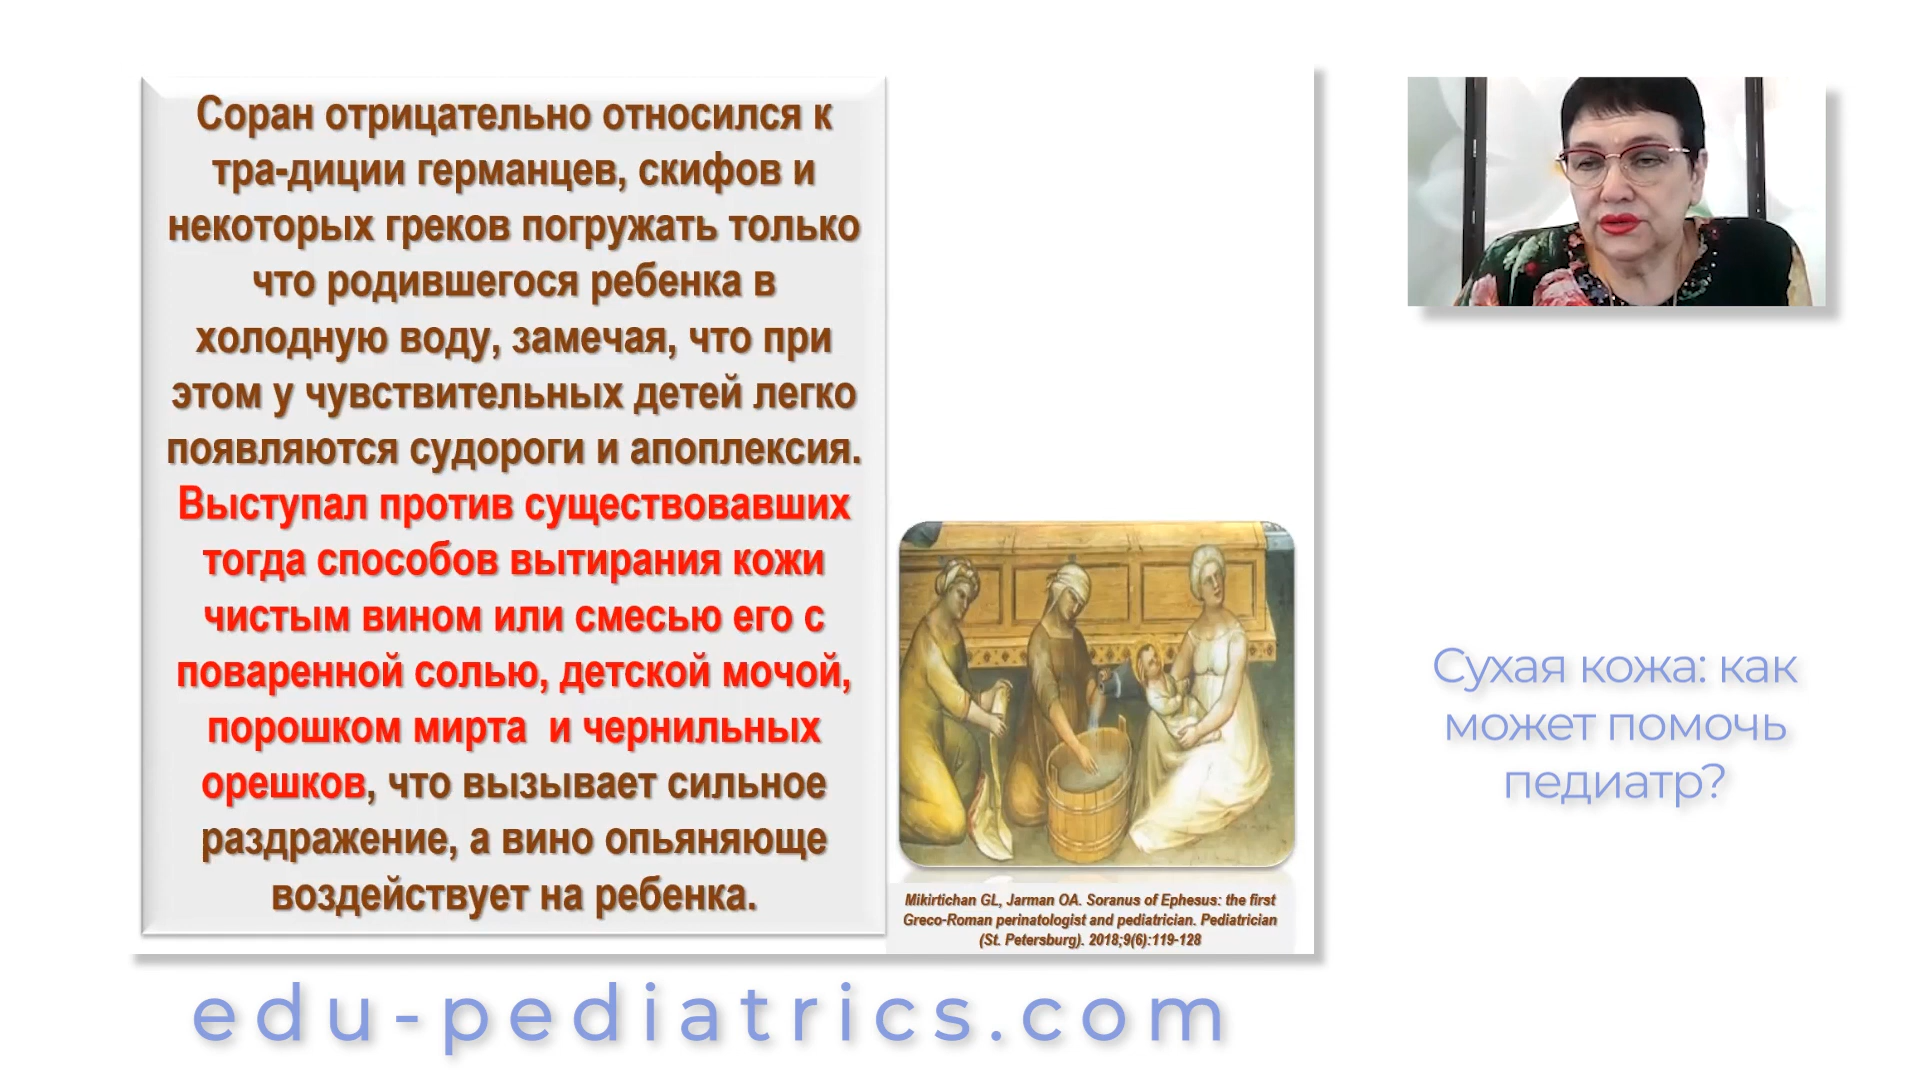 Соран отрицательно относился к
тра-диции германцев, скифов и
некоторых греков погружать только
что родившегося ребенка в
холодную воду, замечая, что при
этом у чувствительных детей легко
появляются судороги и апоплексия.
Выступал против существовавших
тогда способов вытирания кожи
чистым вином или смесью его с
поваренной солью, детской мочой,
порошком мирта и чернильных
орешков, что вызывает сильное
раздражение, а вино опьяняюще
воздействует на ребенка.
Mikirtichan GL, Jarman OA. Soranus of Ephesus: the first
Greco-Roman perinatologist and pediatrician. Pediatrician
(St. Petersburg). 2018;9(6):119-128
Сухая кожа: как
может помочь
педиатр?
edu-pediatrics.com